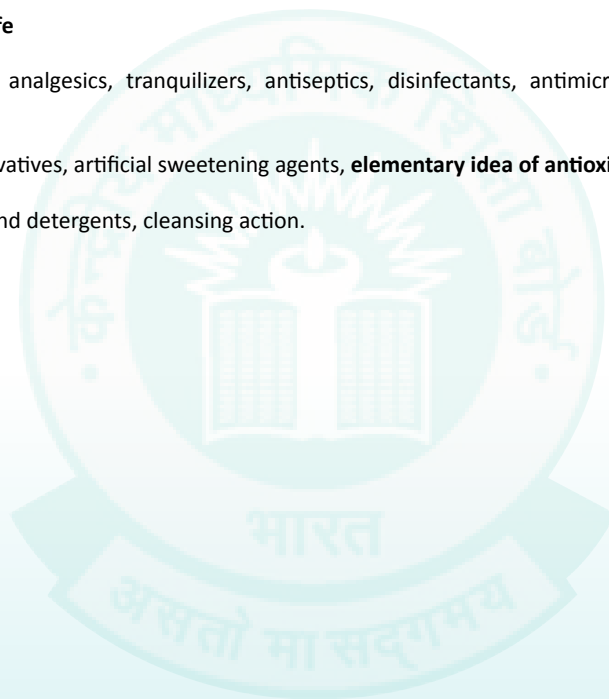 fe
analgesics, tranquilizers, antiseptics, disinfectants, antimicr
vatives, artificial sweetening agents, elementary idea of antioxi
nd detergents, cleansing action.
केन्द्रीय माध्यमिक शिक्षा बोर्ड
भारत
असतो मा सद्गमय